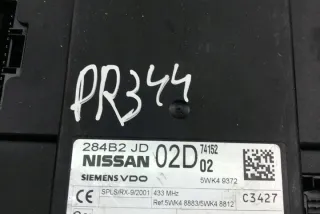 PR344
284B2 JD
NISSAN 02D 74152 02
SIEMENS VDO 5WK4 9372
SPLS/RX-9/2001 433 MHz
Ref.5WK4 8883/5WK4 8812
C3427